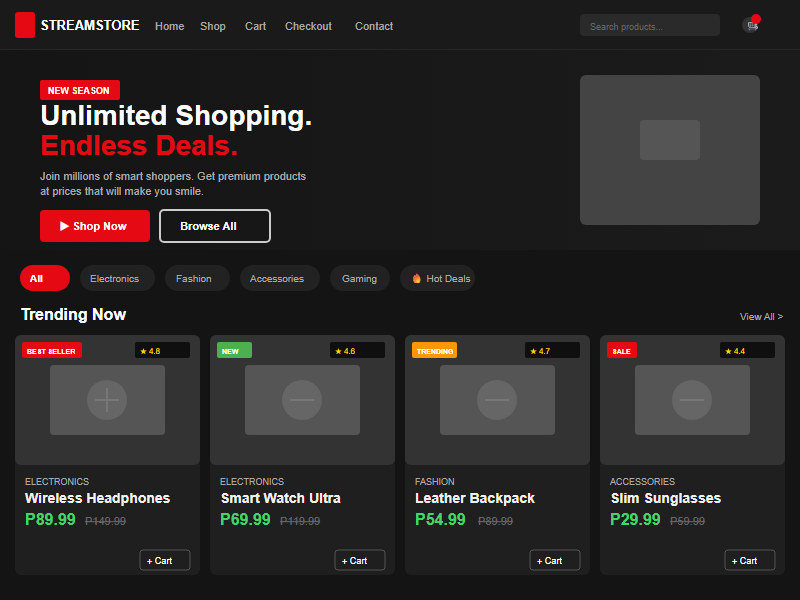 STREAMSTORE Home Shop Cart Checkout Contact Search products...
NEW SEASON
Unlimited Shopping.
Endless Deals.
Join millions of smart shoppers. Get premium products
at prices that will make you smile.
▶ Shop Now Browse All
All Electronics Fashion Accessories Gaming 🔥 Hot Deals
Trending Now View All >
BEST SELLER ★ 4.8 NEW ★ 4.6 TRENDING ★ 4.7 SALE ★ 4.4
ELECTRONICS ELECTRONICS FASHION ACCESSORIES
Wireless Headphones Smart Watch Ultra Leather Backpack Slim Sunglasses
P89.99 P149.99 P69.99 P119.99 P54.99 P89.99 P29.99 P59.99
+ Cart + Cart + Cart + Cart